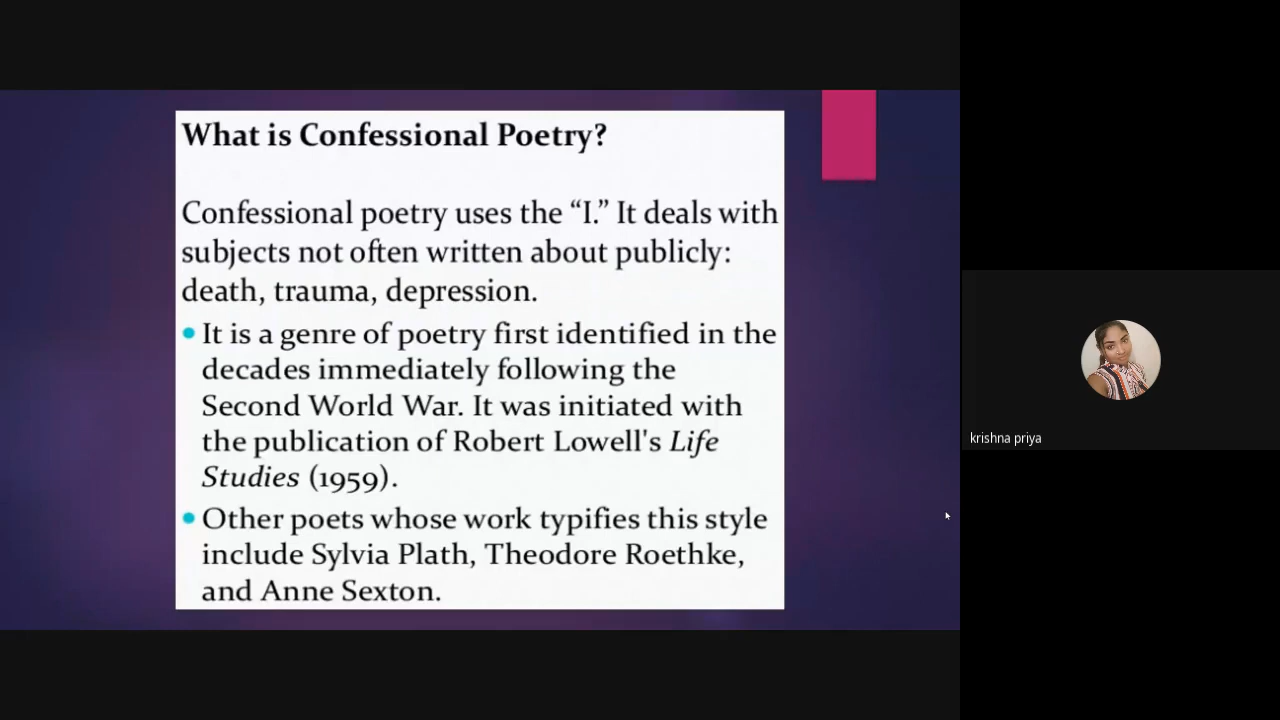 What is Confessional Poetry?
Confessional poetry uses the “I.” It deals with
subjects not often written about publicly:
death, trauma, depression.
• It is a genre of poetry first identified in the
decades immediately following the
Second World War. It was initiated with
the publication of Robert Lowell's Life
Studies (1959).
• Other poets whose work typifies this style
include Sylvia Plath, Theodore Roethke,
and Anne Sexton.
krishna priya